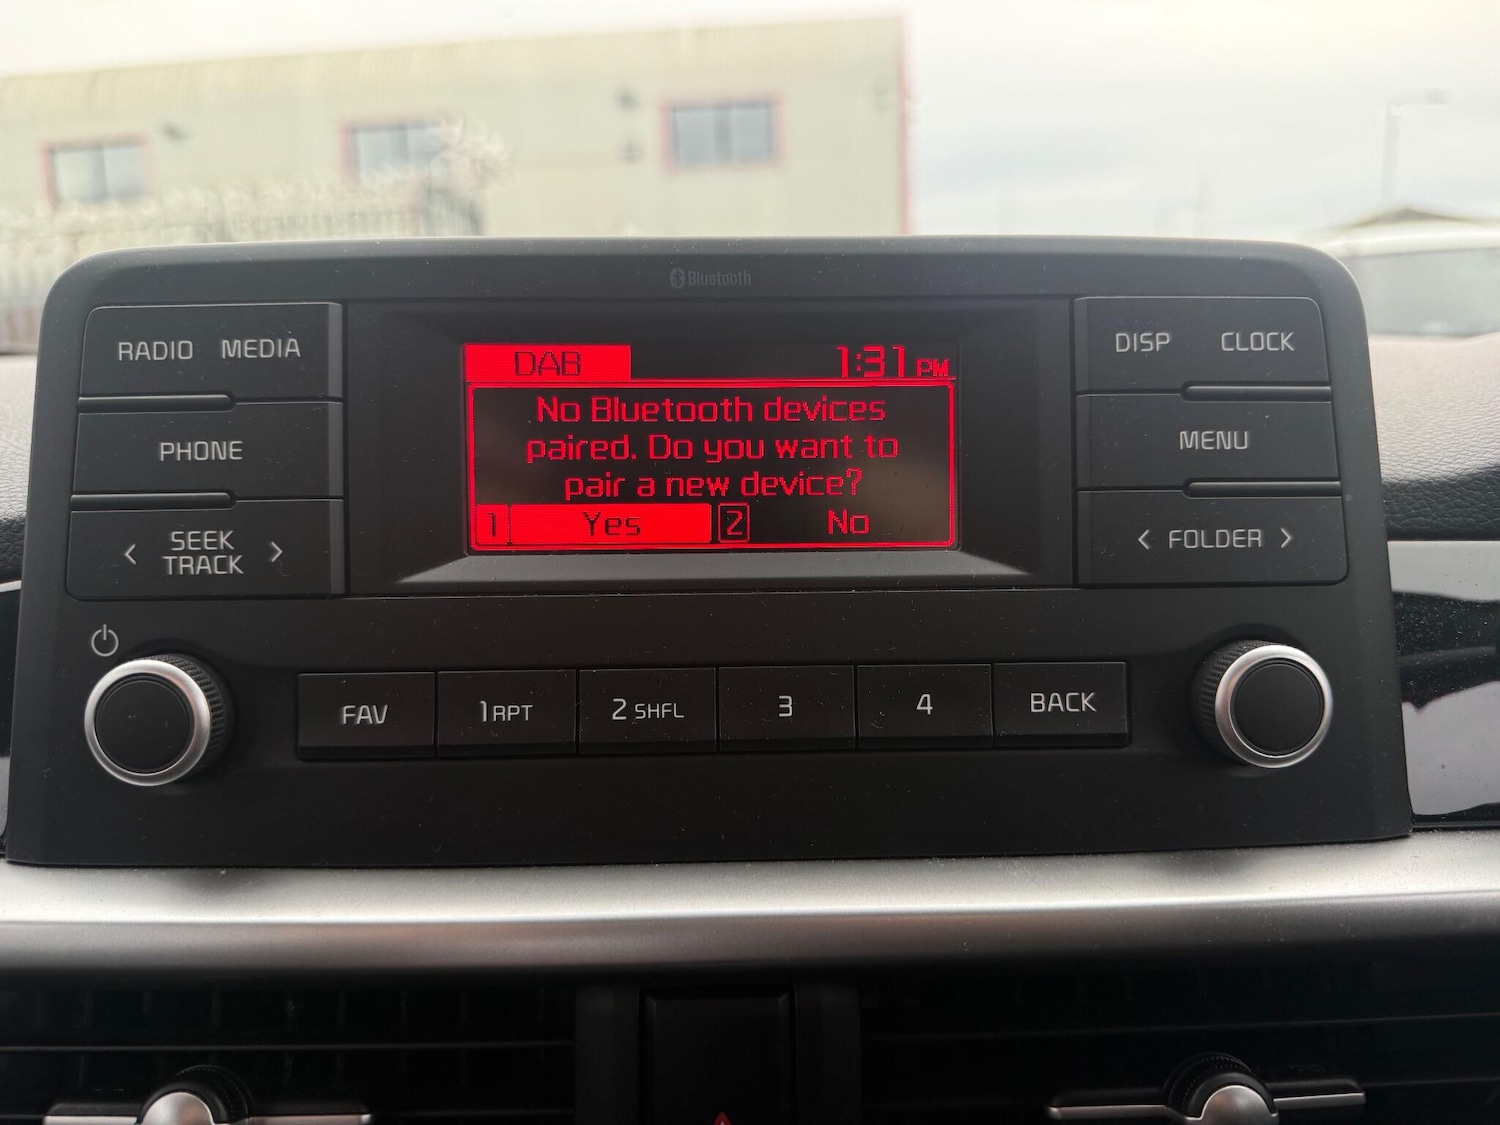 Bluetooth
RADIO MEDIA
DISP CLOCK
DAB 1:31 PM
No Bluetooth devices
paired. Do you want to
pair a new device?
1 Yes 2 No
PHONE
MENU
< SEEK
TRACK >
< FOLDER >
FAV 1 RPT 2 SHFL 3 4 BACK